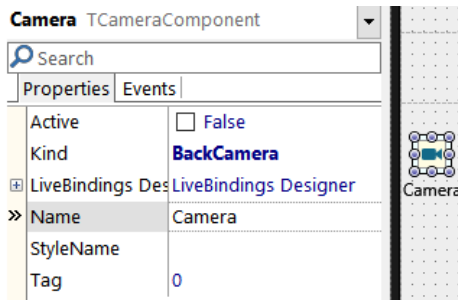 Camera TCameraComponent
Search
Properties Events
Active False
Kind BackCamera
LiveBindings Des LiveBindings Designer
Name Camera
StyleName
Tag 0
Camera